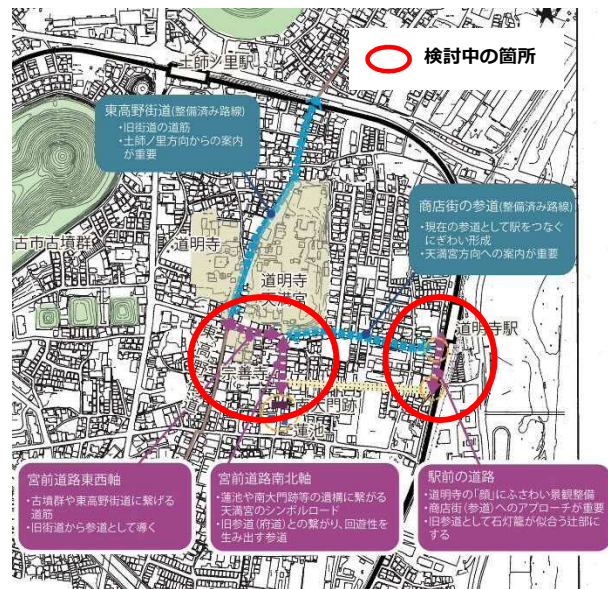 検討中の箇所
土師ノ里駅
東高野街道(整備済み路線)
・旧街道の道筋
・土師ノ里方向からの案内
が重要
商店街の参道(整備済み路線)
・現在の参道として駅をつなぐ
にぎわい形成
・天満宮方向への案内が重要
古市古墳群
道明寺
道明寺
天満宮
道明寺駅
東高野街道
宗善寺
南大門跡
蓮池
宮前道路東西軸
・古墳群や東高野街道に繋げる
道筋
・旧街道から参道として導く
宮前道路南北軸
・蓮池や南大門跡等の遺構に繋がる
天満宮のシンボルロード
・旧参道(府道)との繋がり、回遊性を
生み出す参道
駅前の道路
・道明寺の「顔」にふさわしい景観整備
・商店街(参道)へのアプローチが重要
・旧参道として石灯籠が似合う辻部に
する